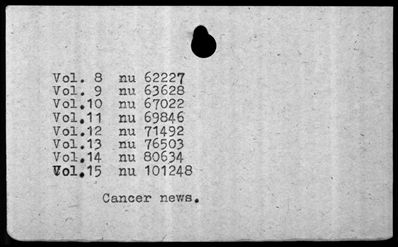 Vol. 8 nu 62227
Vol. 9 nu 63628
Vol.10 nu 67022
Vol.11 nu 69846
Vol.12 nu 71492
Vol.13 nu 76503
Vol.14 nu 80634
Vol.15 nu 101248
Cancer news.